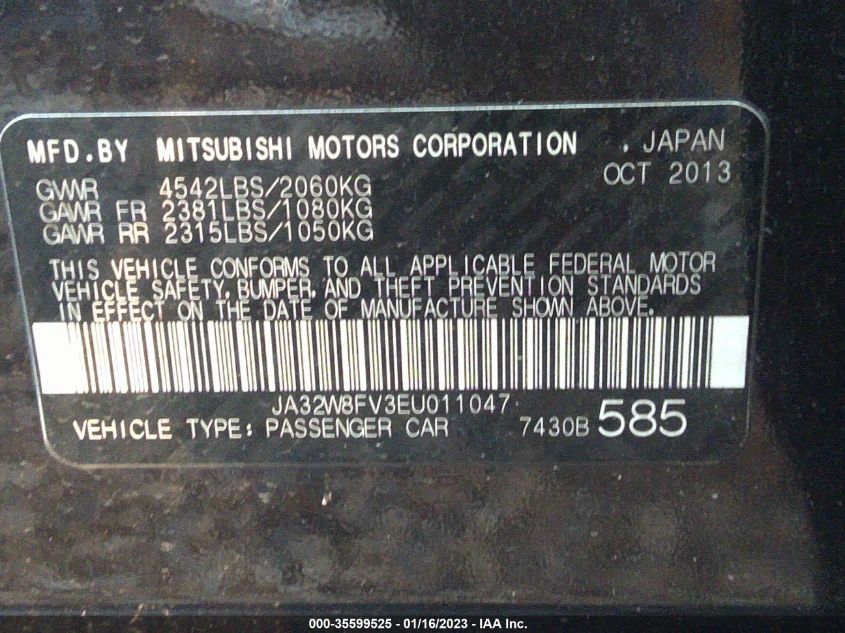 MFD.BY MITSUBISHI MOTORS CORPORATION , JAPAN
OCT 2013
GVWR 4542LBS/2060KG
GAWR FR 2381LBS/1080KG
GAWR RR 2315LBS/1050KG
THIS VEHICLE CONFORMS TO ALL APPLICABLE FEDERAL MOTOR
VEHICLE SAFETY, BUMPER, AND THEFT PREVENTION STANDARDS
IN EFFECT ON THE DATE OF MANUFACTURE SHOWN ABOVE.
JA32W8FV3EU011047
VEHICLE TYPE: PASSENGER CAR 7430B 585
000-35599525 - 01/16/2023 - IAA Inc.